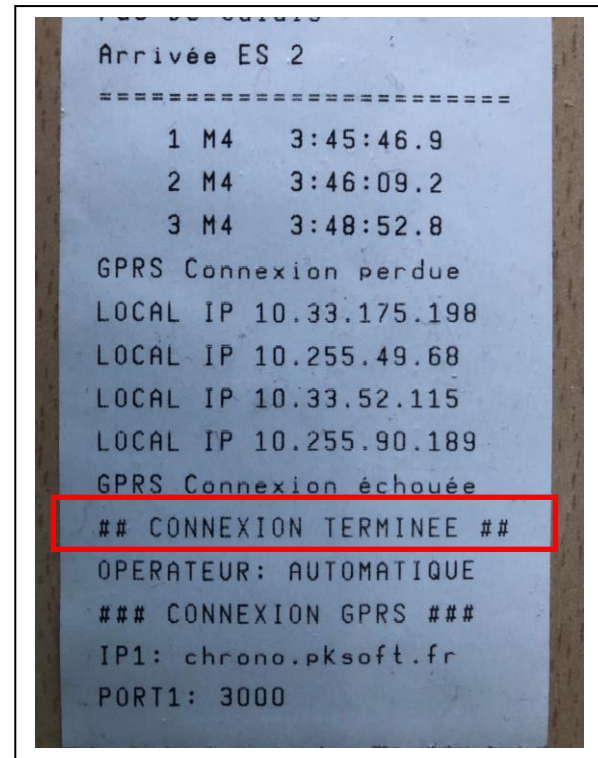 Arrivée ES 2
========================
1 M4 3:45:46.9
2 M4 3:46:09.2
3 M4 3:48:52.8
GPRS Connexion perdue
LOCAL IP 10.33.175.198
LOCAL IP 10.255.49.68
LOCAL IP 10.33.52.115
LOCAL IP 10.255.90.189
GPRS Connexion échouée
## CONNEXION TERMINEE ##
OPERATEUR: AUTOMATIQUE
### CONNEXION GPRS ###
IP1: chrono.pksoft.fr
PORT1: 3000